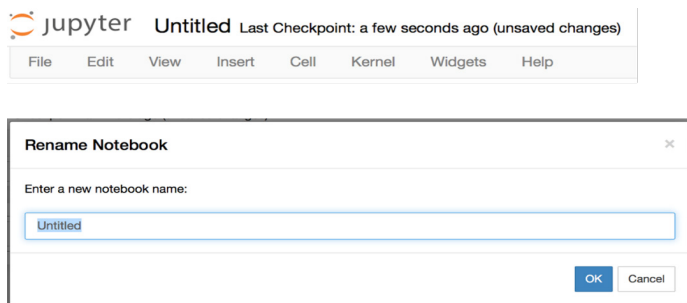 jupyter Untitled Last Checkpoint: a few seconds ago (unsaved changes)
File Edit View Insert Cell Kernel Widgets Help
Rename Notebook ×
Enter a new notebook name:
Untitled
OK Cancel